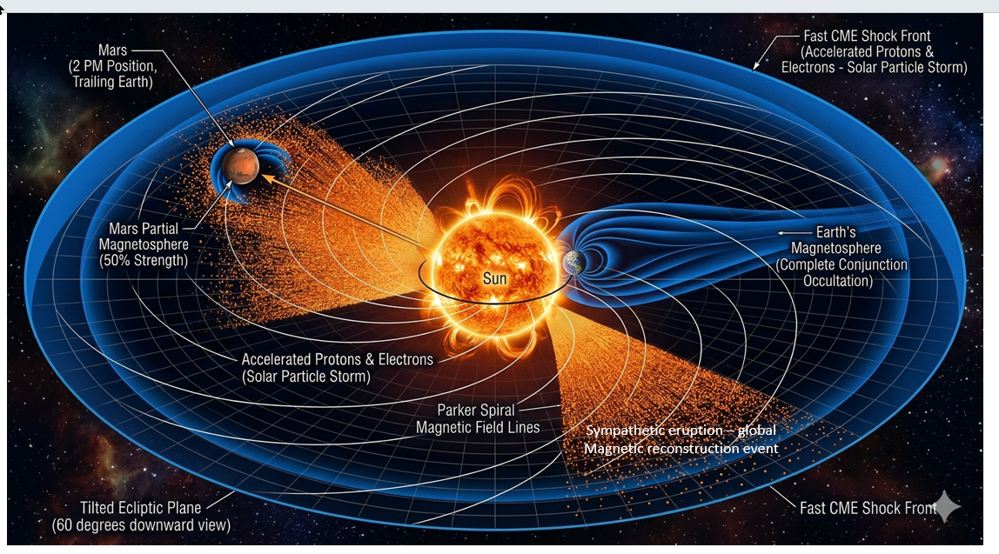 Mars
(2 PM Position,
Trailing Earth)
Fast CME Shock Front
(Accelerated Protons &
Electrons - Solar Particle Storm)
Mars Partial
Magnetosphere
(50% Strength)
Sun
Earth's
Magnetosphere
(Complete Conjunction
Occultation)
Accelerated Protons & Electrons
(Solar Particle Storm)
Parker Spiral
Magnetic Field Lines
Sympathetic eruption – global
Magnetic reconstruction event
Tilted Ecliptic Plane
(60 degrees downward view)
Fast CME Shock Front